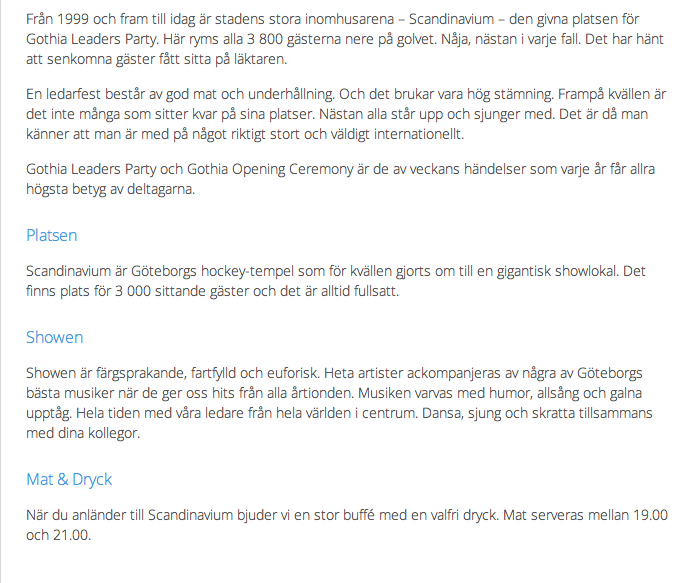 Från 1999 och fram till idag är stadens stora inomhusarena – Scandinavium – den givna platsen för
Gothia Leaders Party. Här ryms alla 3 800 gästerna nere på golvet. Nåja, nästan i varje fall. Det har hänt
att senkomna gäster fått sitta på läktaren.
En ledarfest består av god mat och underhållning. Och det brukar vara hög stämning. Frampå kvällen är
det inte många som sitter kvar på sina platser. Nästan alla står upp och sjunger med. Det är då man
känner att man är med på något riktigt stort och väldigt internationellt.
Gothia Leaders Party och Gothia Opening Ceremony är de av veckans händelser som varje år får allra
högsta betyg av deltagarna.
Platsen
Scandinavium är Göteborgs hockey-tempel som för kvällen gjorts om till en gigantisk showlokal. Det
finns plats för 3 000 sittande gäster och det är alltid fullsatt.
Showen
Showen är färgsprakande, fartfylld och euforisk. Heta artister ackompanjeras av några av Göteborgs
bästa musiker när de ger oss hits från alla årtionden. Musiken varvas med humor, allsång och galna
upptåg. Hela tiden med våra ledare från hela världen i centrum. Dansa, sjung och skratta tillsammans
med dina kollegor.
Mat & Dryck
När du anländer till Scandinavium bjuder vi en stor buffé med en valfri dryck. Mat serveras mellan 19.00
och 21.00.